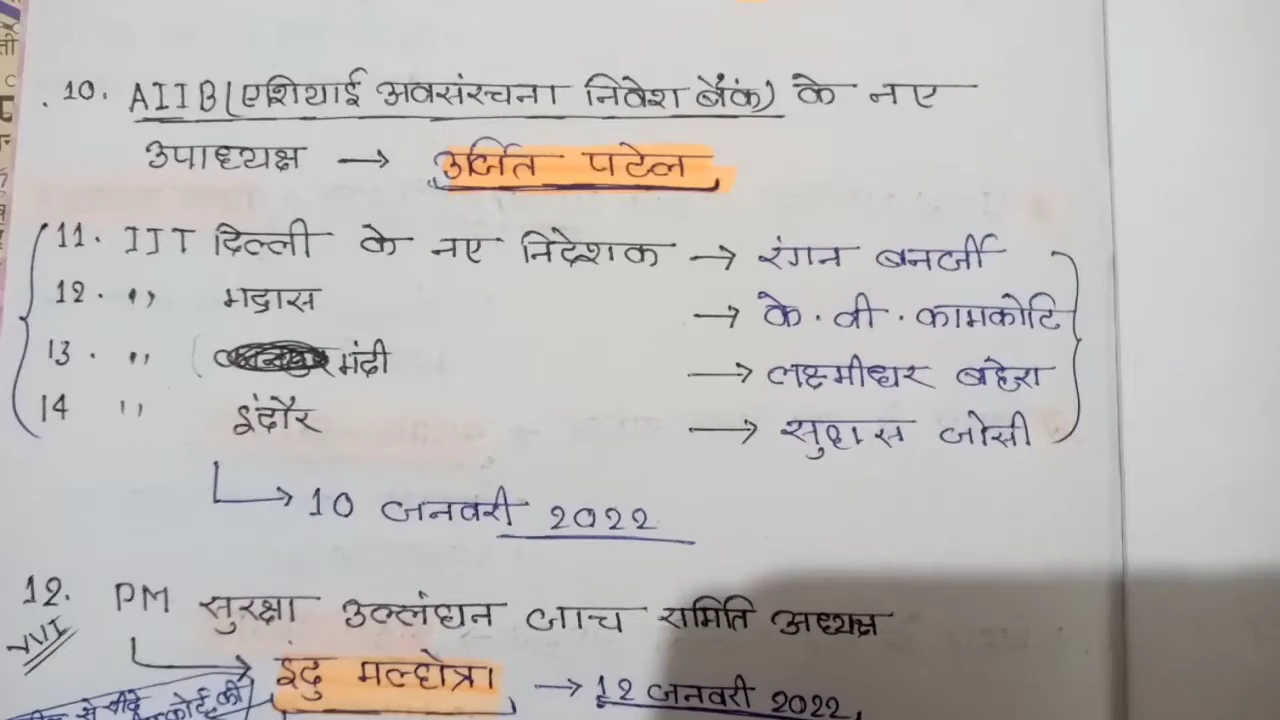 10. AIIB (एशियाई अवसंरचना निवेश बैंक) के नए
उपाध्यक्ष → उर्जित पटेल
11. IIT दिल्ली के नए निदेशक → रंगन बनर्जी
12. ,, मद्रास → के. वी. कामकोटि
13. ,, मंदी → लक्ष्मीधर बहेरा
14 ,, इंदौर → सुहास जोसी
→ 10 जनवरी 2022
12. PM सुरक्षा उल्लंघन जाच समिति अध्यक्ष
VVI
→ इंदु मल्होत्रा → 12 जनवरी 2022